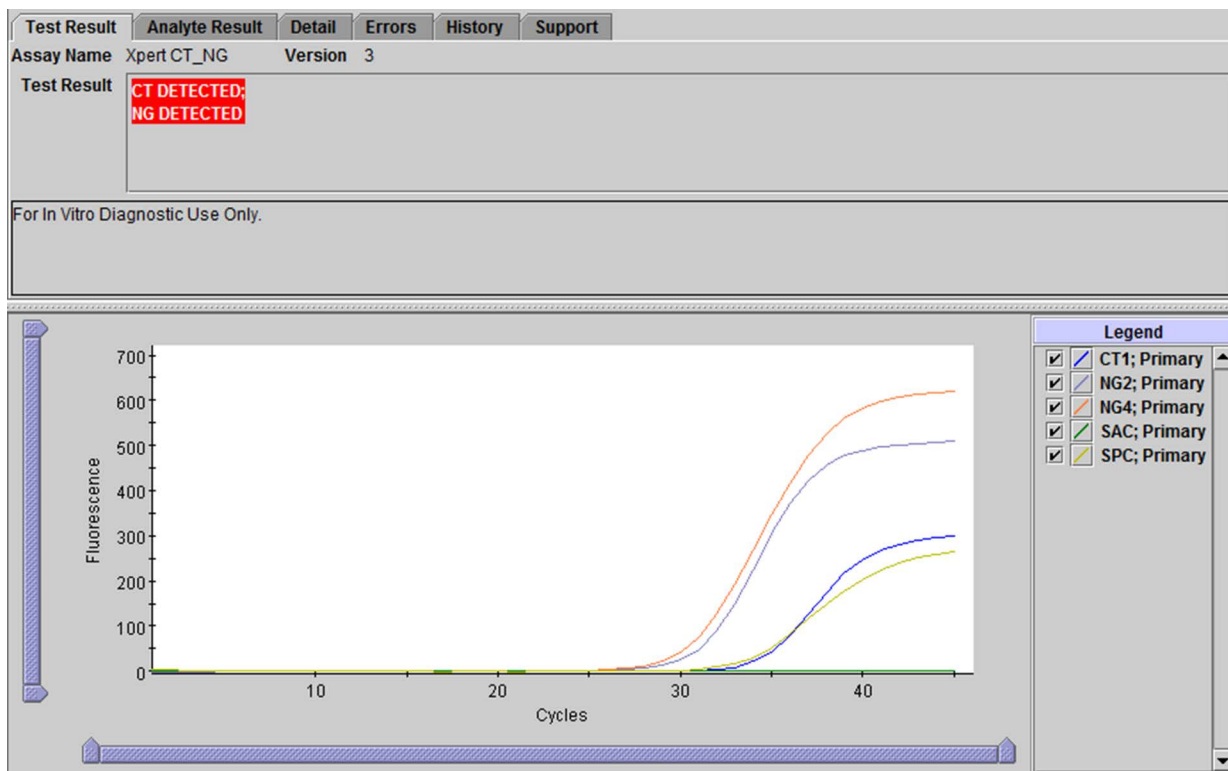 Test Result Analyte Result Detail Errors History Support
Assay Name Xpert CT_NG Version 3
Test Result
CT DETECTED;
NG DETECTED
For In Vitro Diagnostic Use Only.
700
600
500
400
300
200
100
0
Fluorescence
10 20 30 40
Cycles
Legend
CT1; Primary
NG2; Primary
NG4; Primary
SAC; Primary
SPC; Primary